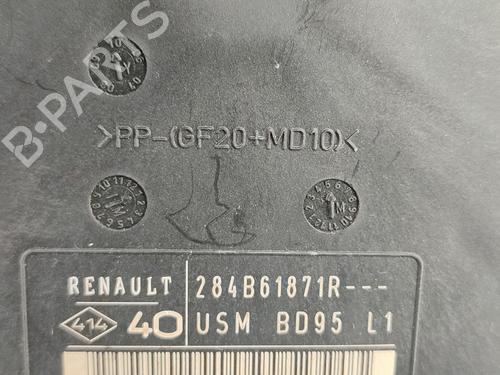 B-PARTS
>PP-(GF20+MD10)<
RENAULT 284B61871R---
414 40 USM BD95 L1